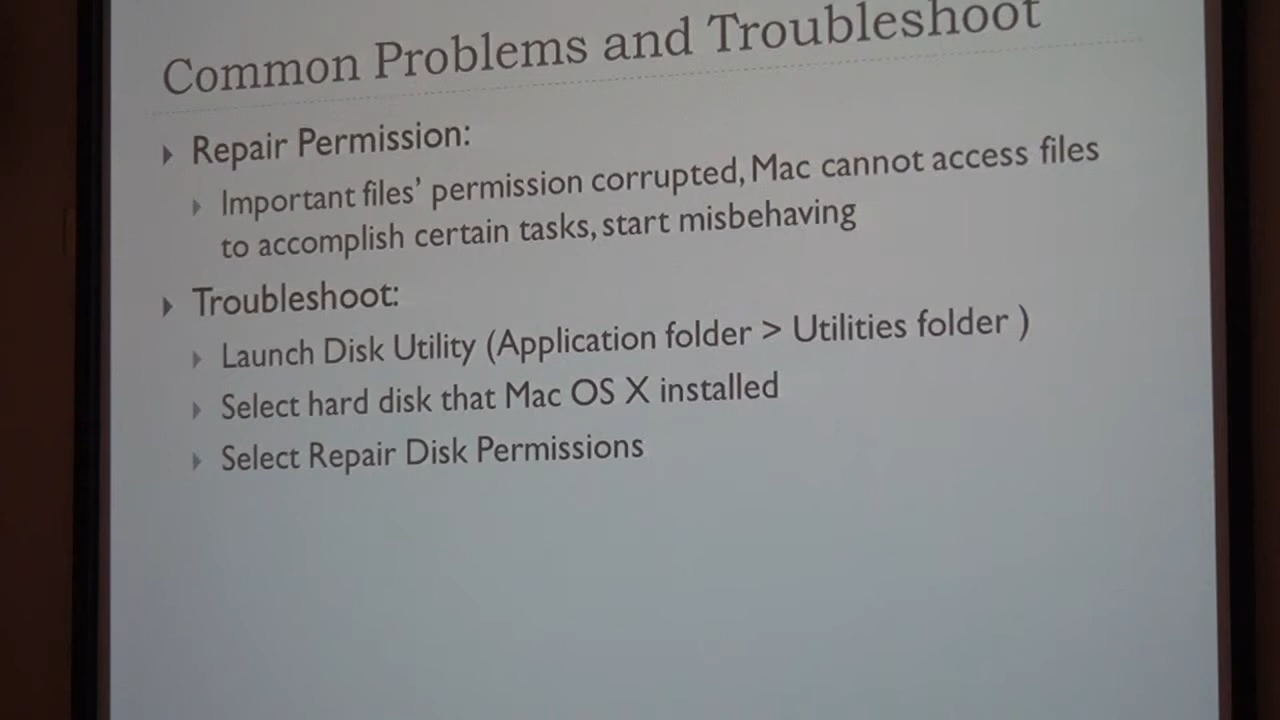 Common Problems and Troubleshoot
Repair Permission:
Important files’ permission corrupted, Mac cannot access files
to accomplish certain tasks, start misbehaving
Troubleshoot:
Launch Disk Utility (Application folder > Utilities folder )
Select hard disk that Mac OS X installed
Select Repair Disk Permissions